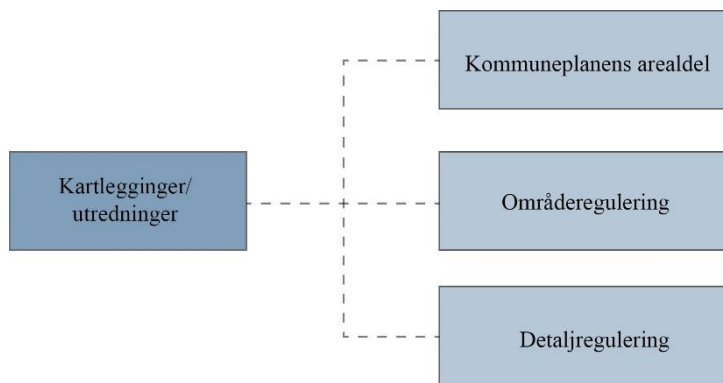 Kommuneplanens arealdel
Kartlegginger/
utredninger
Områderegulering
Detaljregulering